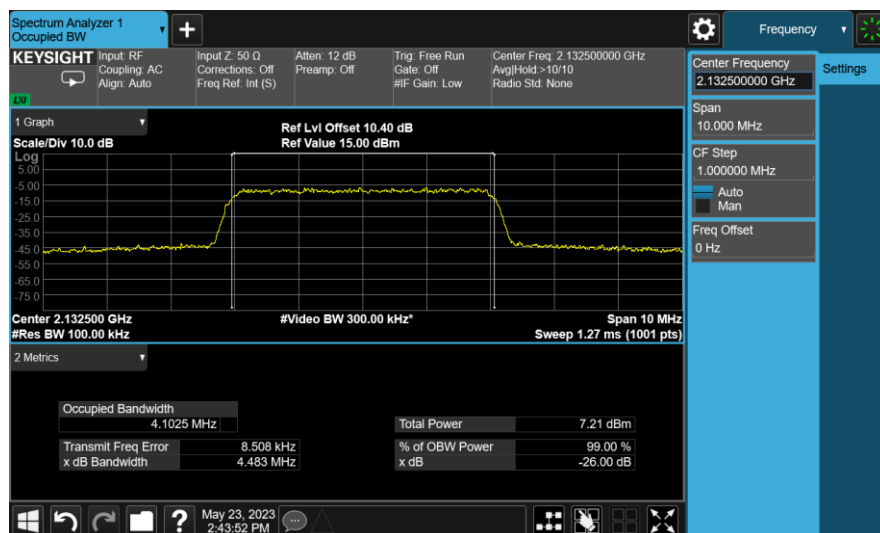 Spectrum Analyzer 1
Occupied BW
Frequency
KEYSIGHT
Input: RF
Coupling: AC
Align: Auto
Input Z: 50 Ω
Corrections: Off
Freq Ref: Int (S)
Atten: 12 dB
Preamp: Off
Trig: Free Run
Gate: Off
#IF Gain: Low
Center Freq: 2.132500000 GHz
Avg|Hold:>10/10
Radio Std: None
LXI
Center Frequency
2.132500000 GHz
Settings
Span
10.000 MHz
CF Step
1.000000 MHz
Auto
Man
Freq Offset
0 Hz
1 Graph
Scale/Div 10.0 dB
Ref Lvl Offset 10.40 dB
Ref Value 15.00 dBm
Log
5.00
-5.00
-15.0
-25.0
-35.0
-45.0
-55.0
-65.0
-75.0
Center 2.132500 GHz
#Res BW 100.00 kHz
#Video BW 300.00 kHz*
Span 10 MHz
Sweep 1.27 ms (1001 pts)
2 Metrics
Occupied Bandwidth
4.1025 MHz
Total Power 7.21 dBm
Transmit Freq Error 8.508 kHz
% of OBW Power 99.00 %
x dB Bandwidth 4.483 MHz
x dB -26.00 dB
?
May 23, 2023
2:43:52 PM